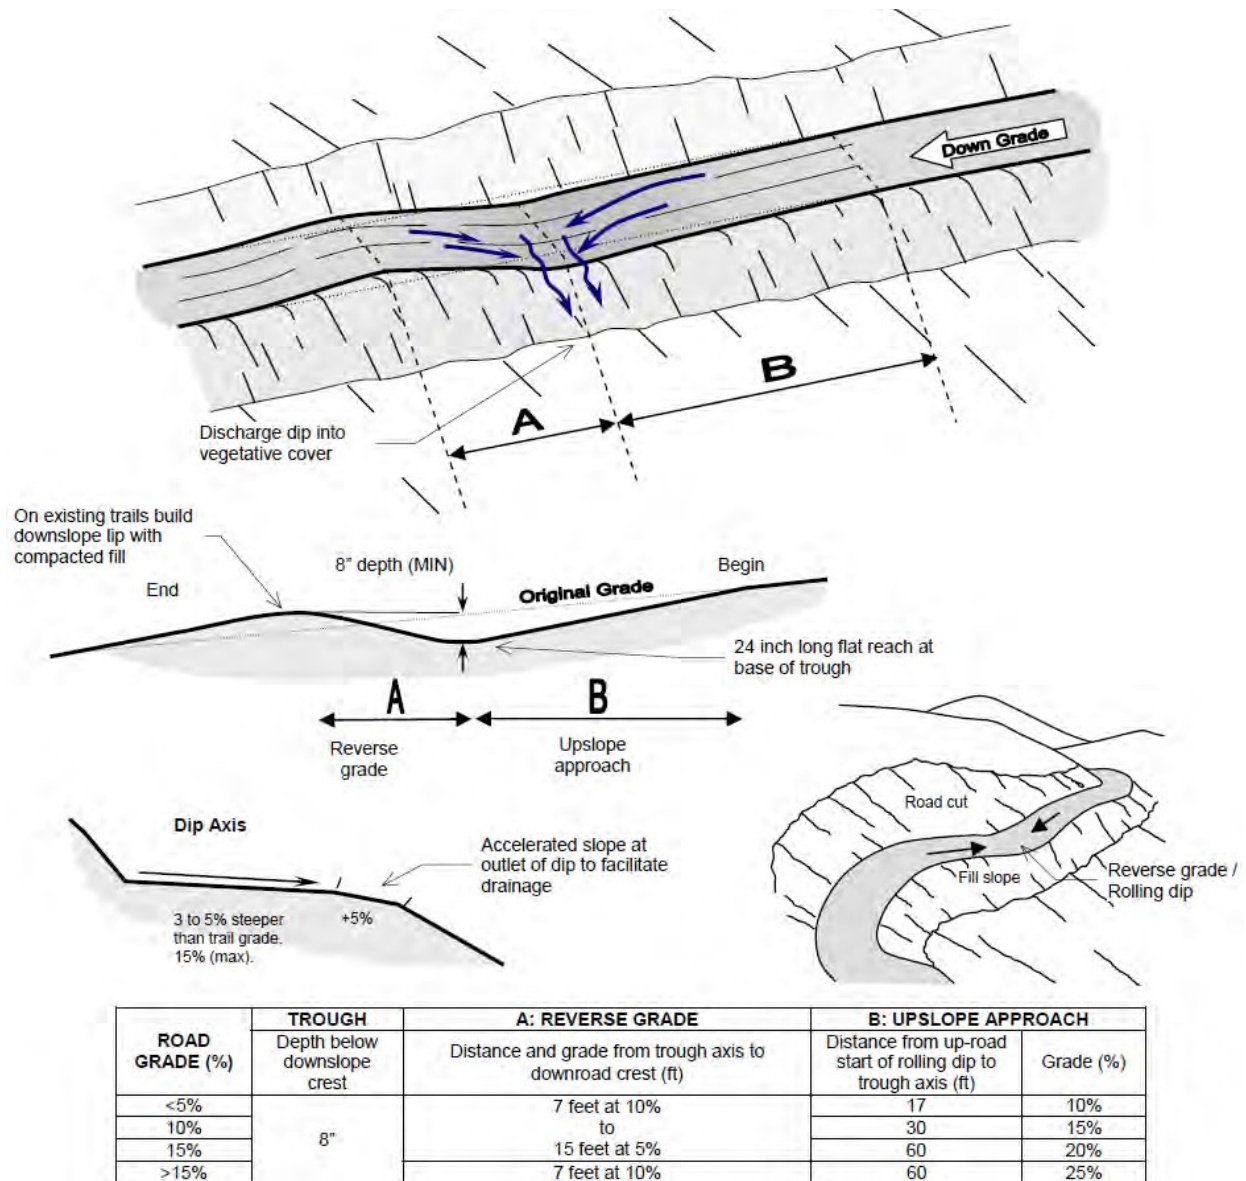 Down Grade
B
A
Discharge dip into
vegetative cover
On existing trails build
downslope lip with
compacted fill
End
8" depth (MIN)
Original Grade
Begin
24 inch long flat reach at
base of trough
A
B
Reverse
grade
Upslope
approach
Dip Axis
Accelerated slope at
outlet of dip to facilitate
drainage
3 to 5% steeper
than trail grade.
15% (max).
+5%
Road cut
Fill slope
Reverse grade /
Rolling dip
ROAD
GRADE (%)
TROUGH
Depth below
downslope
crest
A: REVERSE GRADE
Distance and grade from trough axis to
downroad crest (ft)
B: UPSLOPE APPROACH
Distance from up-road
start of rolling dip to
trough axis (ft)
Grade (%)
<5%
8"
7 feet at 10%
to
15 feet at 5%
17
10%
10%
30
15%
15%
60
20%
>15%
7 feet at 10%
60
25%